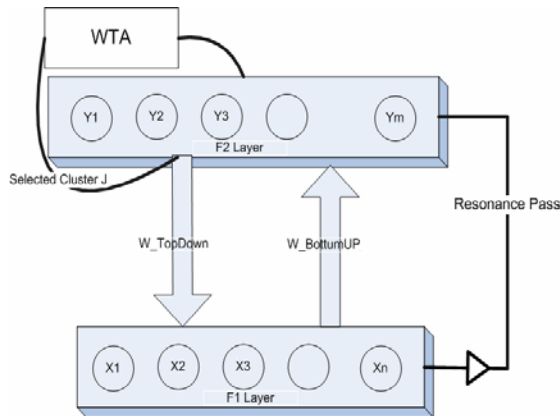 WTA
Y1 Y2 Y3 Ym
F2 Layer
Selected Cluster J
Resonance Pass
W_TopDown W_BottumUP
X1 X2 X3 Xn
F1 Layer